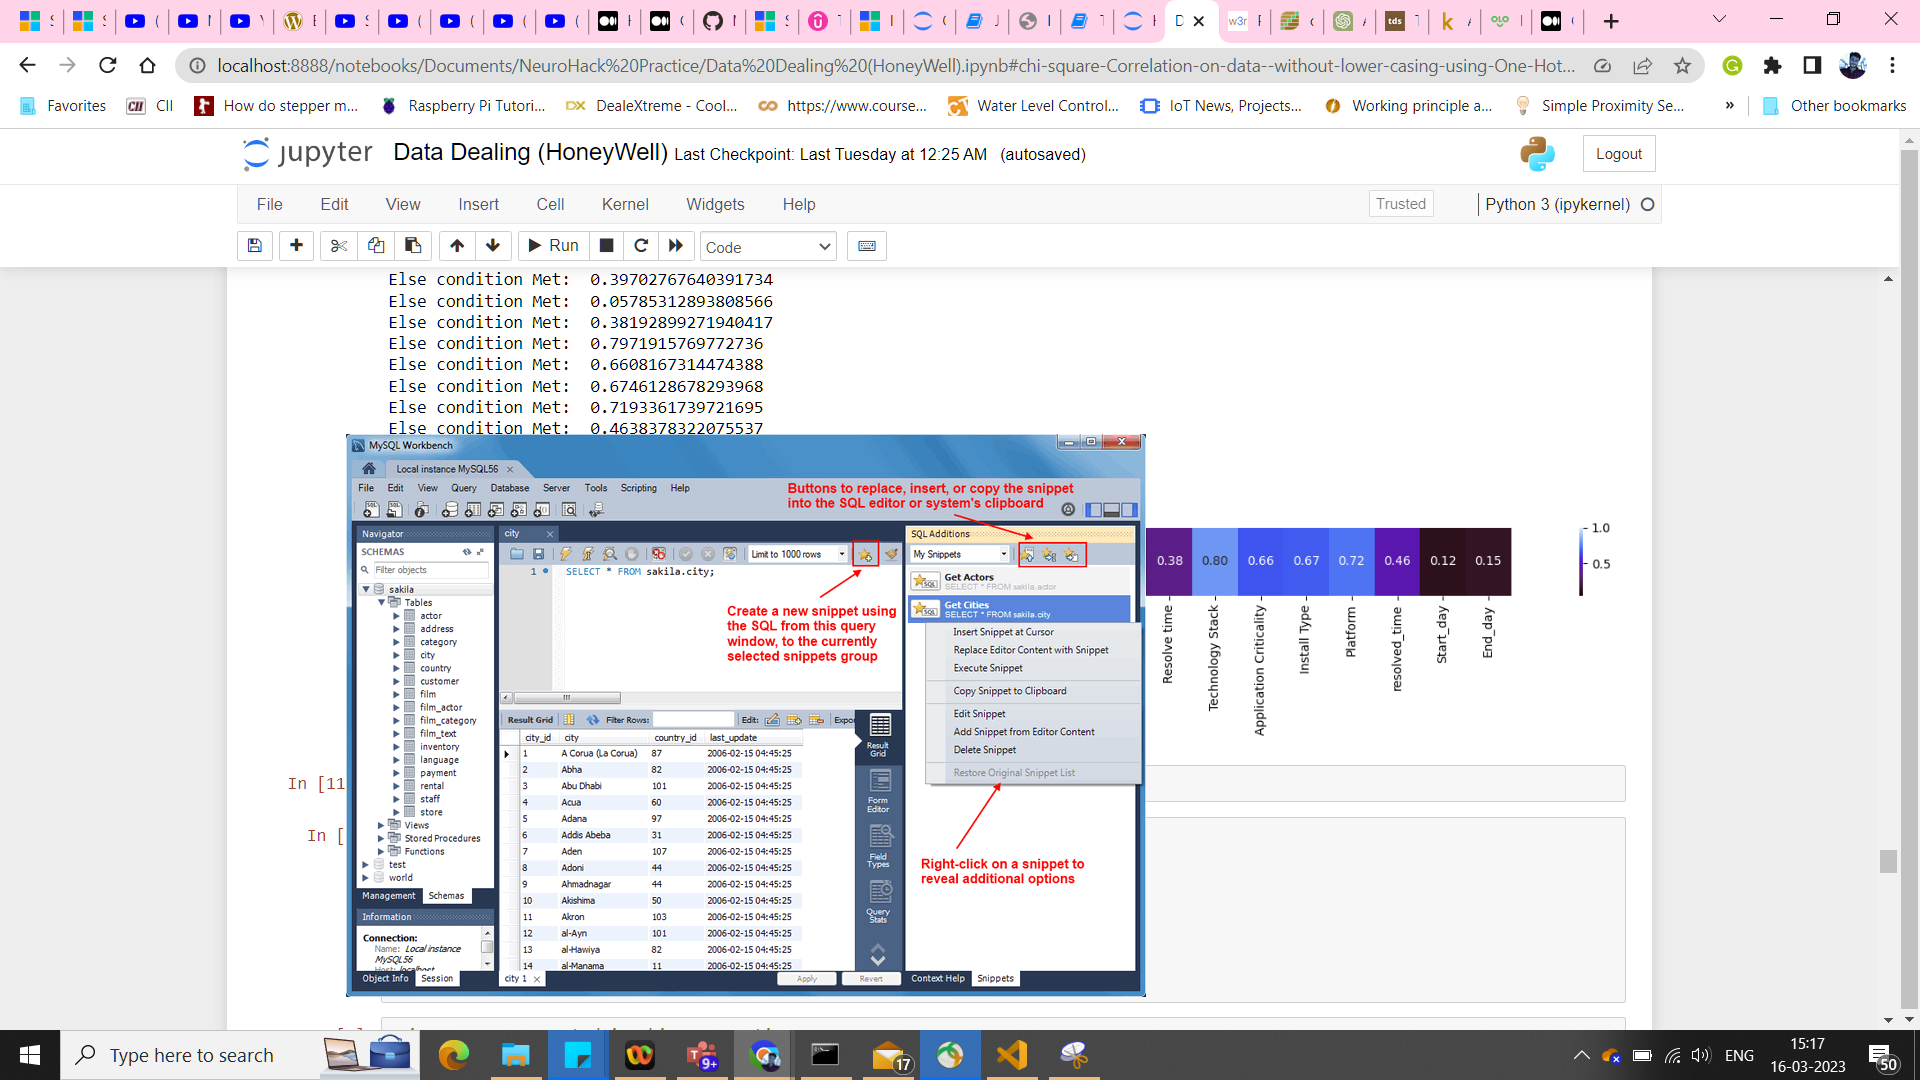 localhost:8888/notebooks/Documents/NeuroHack%20Practice/Data%20Dealing%20(HoneyWell).ipynb#chi-square-Correlation-on-data--without-lower-casing-using-One-Hot...
Favorites
CII
How do stepper m...
Raspberry Pi Tutori...
DX
DealeXtreme - Cool...
https://www.course...
Water Level Control...
IoT News, Projects...
Working principle a...
Simple Proximity Se...
»
Other bookmarks
jupyter Data Dealing (HoneyWell) Last Checkpoint: Last Tuesday at 12:25 AM (autosaved)
Logout
File Edit View Insert Cell Kernel Widgets Help
Trusted
Python 3 (ipykernel)
Run
Code
Else condition Met: 0.39702767640391734
Else condition Met: 0.05785312893808566
Else condition Met: 0.38192899271940417
Else condition Met: 0.7971915769772736
Else condition Met: 0.6608167314474388
Else condition Met: 0.6746128678293968
Else condition Met: 0.7193361739721695
Else condition Met: 0.4638378322075537
MySQL Workbench
Local instance MySQL56
File Edit View Query Database Server Tools Scripting Help
Buttons to replace, insert, or copy the snippet
into the SQL editor or system's clipboard
Navigator
SCHEMAS
Filter objects
sakila
Tables
actor
address
category
city
country
customer
film
film_actor
film_category
film_text
inventory
language
payment
rental
staff
store
Views
Stored Procedures
Functions
test
world
Management Schemas
Information
Connection:
Name: Local instance
MySQL56
Host: localhost
Object Info Session
city
Limit to 1000 rows
1 SELECT * FROM sakila.city;
Create a new snippet using
the SQL from this query
window, to the currently
selected snippets group
Result Grid Filter Rows: Edit: Expor
city_id city country_id last_update
1 A Corua (La Corua) 87 2006-02-15 04:45:25
2 Abha 82 2006-02-15 04:45:25
3 Abu Dhabi 101 2006-02-15 04:45:25
4 Acua 60 2006-02-15 04:45:25
5 Adana 97 2006-02-15 04:45:25
6 Addis Abeba 31 2006-02-15 04:45:25
7 Aden 107 2006-02-15 04:45:25
8 Adoni 44 2006-02-15 04:45:25
9 Ahmadnagar 44 2006-02-15 04:45:25
10 Akishima 50 2006-02-15 04:45:25
11 Akron 103 2006-02-15 04:45:25
12 al-Ayn 101 2006-02-15 04:45:25
13 al-Hawiya 82 2006-02-15 04:45:25
14 al-Manama 11 2006-02-15 04:45:25
city 1
Apply Revert
Result
Grid
Form
Editor
Field
Types
Query
Stats
SQL Additions
My Snippets
Get Actors
SELECT * FROM sakila.actor
Get Cities
SELECT * FROM sakila.city
Insert Snippet at Cursor
Replace Editor Content with Snippet
Execute Snippet
Copy Snippet to Clipboard
Edit Snippet
Add Snippet from Editor Content
Delete Snippet
Restore Original Snippet List
Right-click on a snippet to
reveal additional options
Context Help Snippets
0.38 0.80 0.66 0.67 0.72 0.46 0.12 0.15
1.0
0.5
Resolve time
Technology Stack
Application Criticality
Install Type
Platform
resolved_time
Start_day
End_day
In [11
In [
Type here to search
9+
17
ENG
15:17
16-03-2023
50